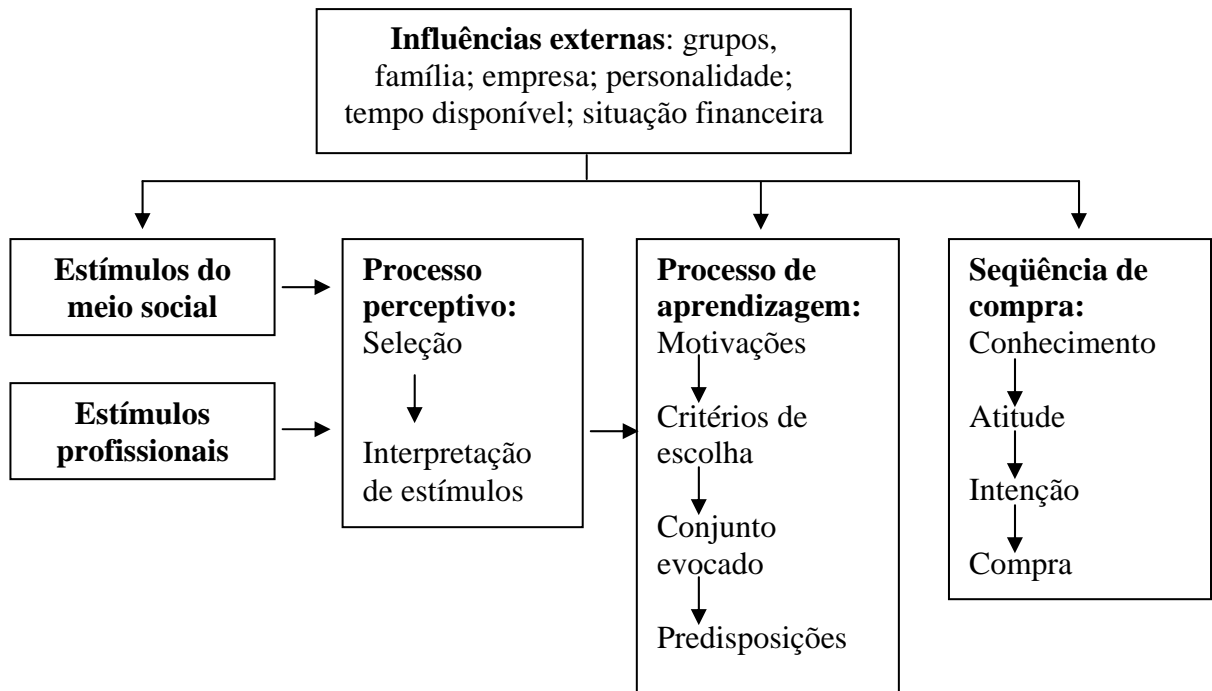 Influências externas: grupos,
família; empresa; personalidade;
tempo disponível; situação financeira
Estímulos do
meio social
Estímulos
profissionais
Processo
perceptivo:
Seleção
Interpretação
de estímulos
Processo de
aprendizagem:
Motivações
Critérios de
escolha
Conjunto
evocado
Predisposições
Seqüência de
compra:
Conhecimento
Atitude
Intenção
Compra